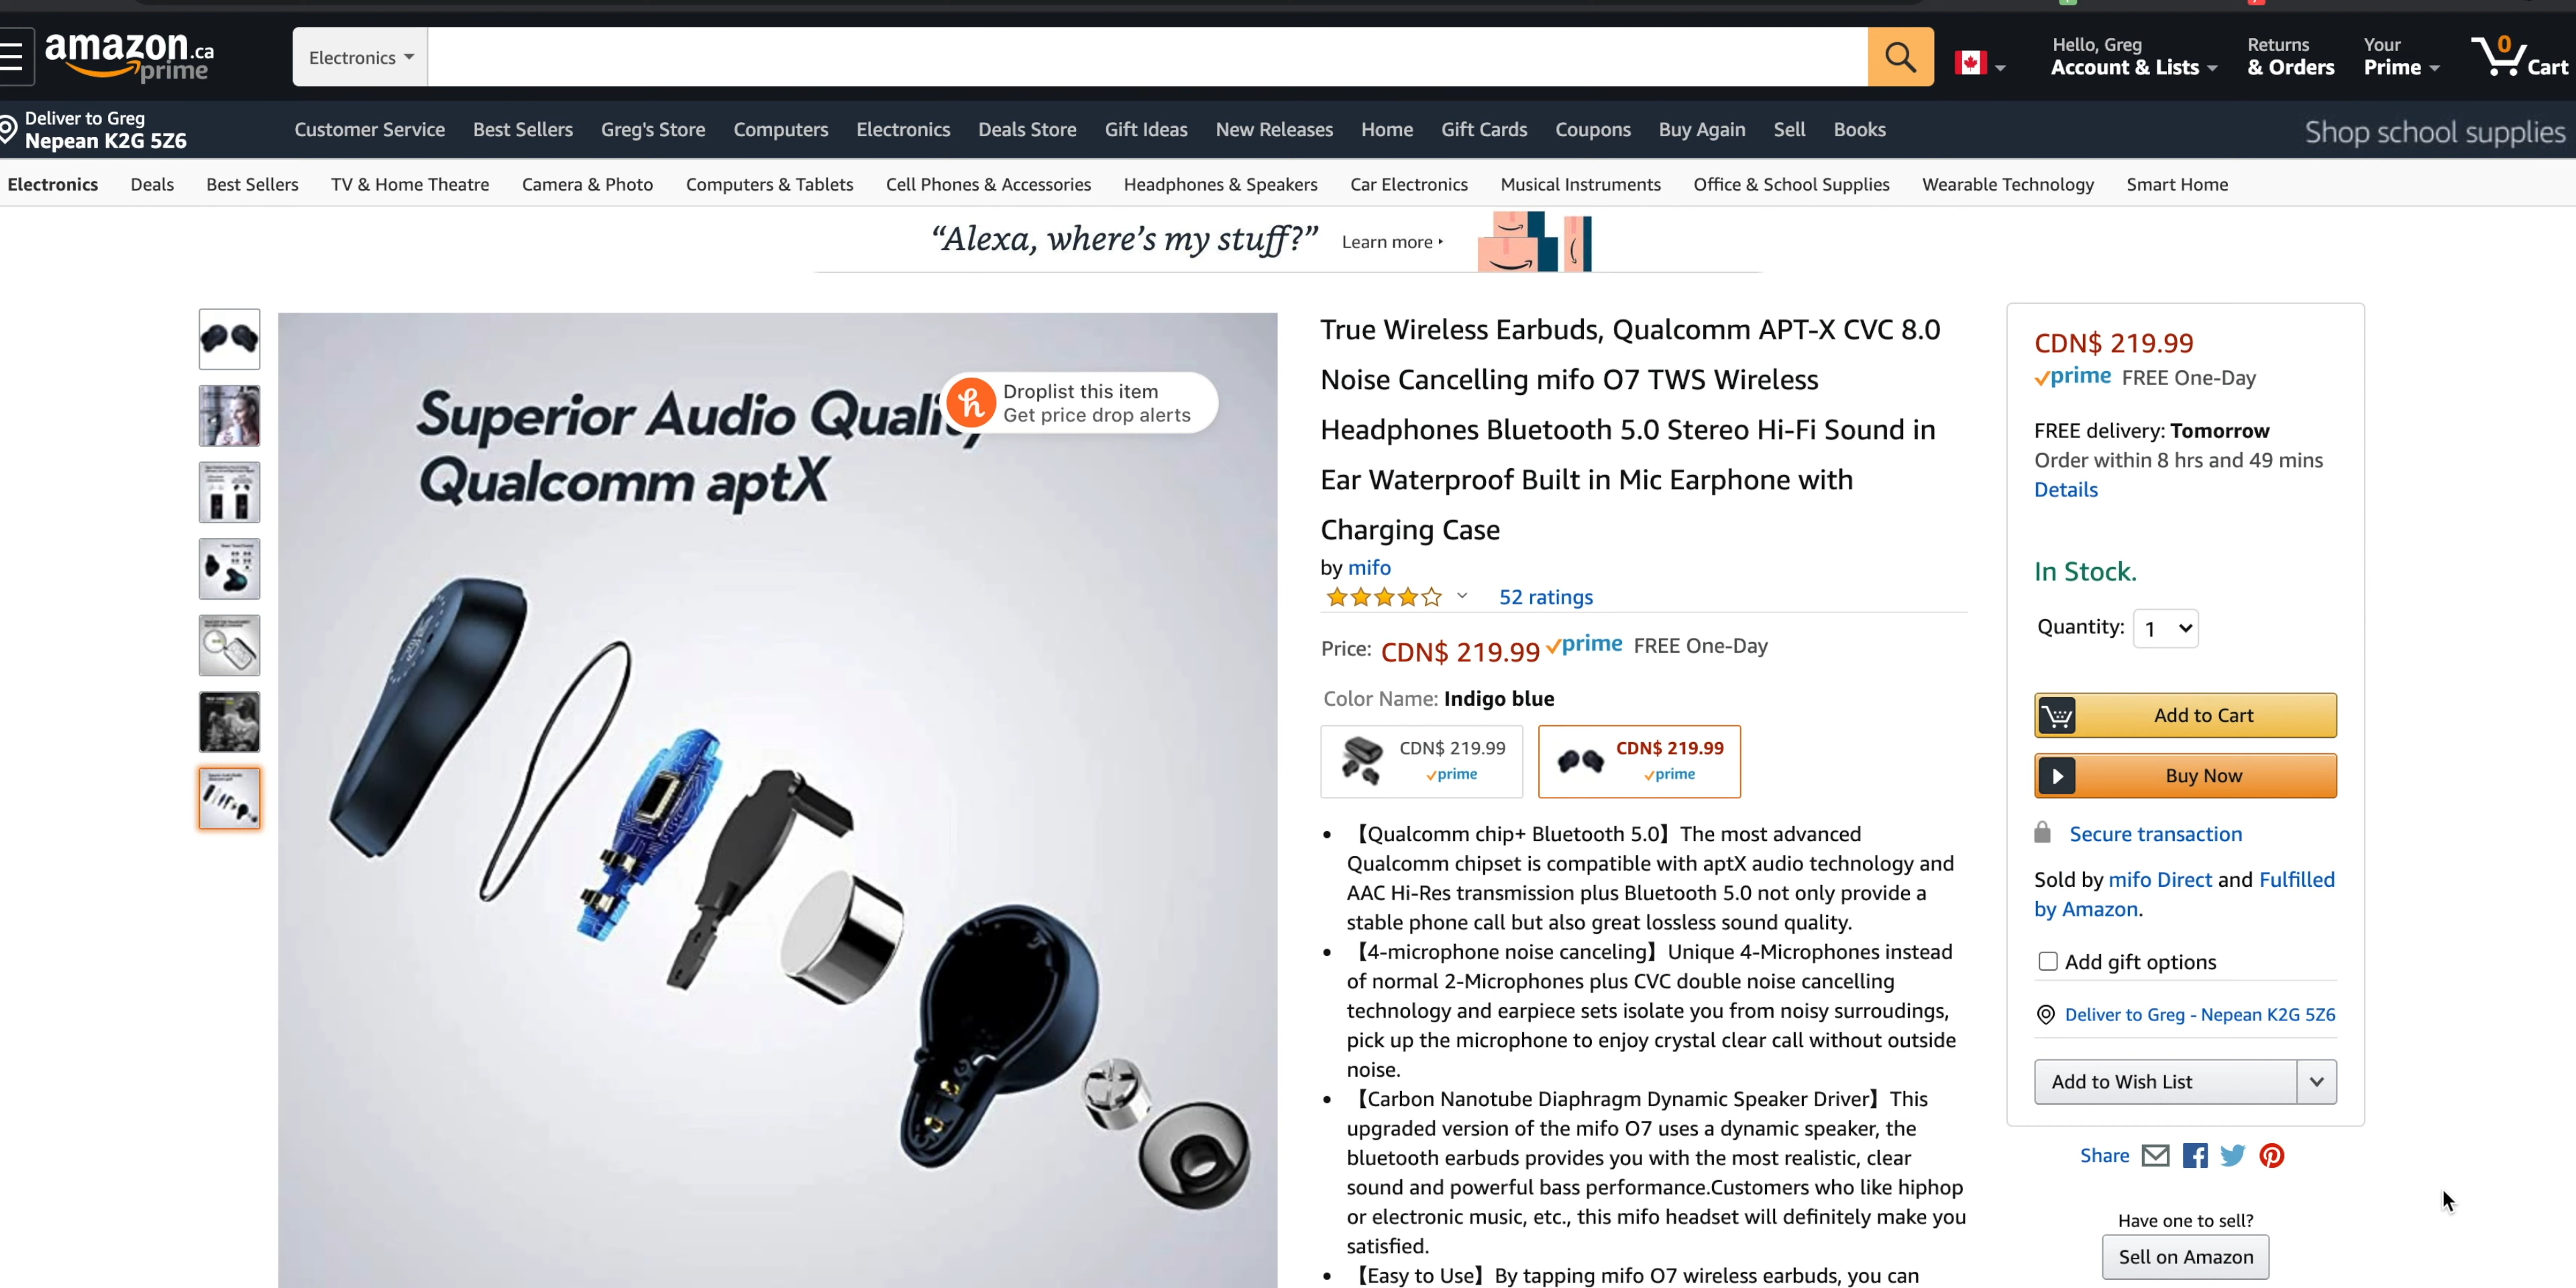 amazon.ca
prime
Electronics
Hello, Greg
Account & Lists
Returns
& Orders
Your
Prime
0
Cart
Deliver to Greg
Nepean K2G 5Z6
Customer Service
Best Sellers
Greg's Store
Computers
Electronics
Deals Store
Gift Ideas
New Releases
Home
Gift Cards
Coupons
Buy Again
Sell
Books
Shop school supplies
Electronics
Deals
Best Sellers
TV & Home Theatre
Camera & Photo
Computers & Tablets
Cell Phones & Accessories
Headphones & Speakers
Car Electronics
Musical Instruments
Office & School Supplies
Wearable Technology
Smart Home
“Alexa, where’s my stuff?”
Learn more
Superior Audio Quality
Qualcomm aptX
Droplist this item
Get price drop alerts
True Wireless Earbuds, Qualcomm APT-X CVC 8.0
Noise Cancelling mifo O7 TWS Wireless
Headphones Bluetooth 5.0 Stereo Hi-Fi Sound in
Ear Waterproof Built in Mic Earphone with
Charging Case
by mifo
52 ratings
Price: CDN$ 219.99 prime FREE One-Day
Color Name: Indigo blue
CDN$ 219.99
prime
CDN$ 219.99
prime
• 【Qualcomm chip+ Bluetooth 5.0】The most advanced
Qualcomm chipset is compatible with aptX audio technology and
AAC Hi-Res transmission plus Bluetooth 5.0 not only provide a
stable phone call but also great lossless sound quality.
• 【4-microphone noise canceling】Unique 4-Microphones instead
of normal 2-Microphones plus CVC double noise cancelling
technology and earpiece sets isolate you from noisy surroudings,
pick up the microphone to enjoy crystal clear call without outside
noise.
• 【Carbon Nanotube Diaphragm Dynamic Speaker Driver】This
upgraded version of the mifo O7 uses a dynamic speaker, the
bluetooth earbuds provides you with the most realistic, clear
sound and powerful bass performance.Customers who like hiphop
or electronic music, etc., this mifo headset will definitely make you
satisfied.
• 【Easy to Use】By tapping mifo O7 wireless earbuds, you can
CDN$ 219.99
prime FREE One-Day
FREE delivery: Tomorrow
Order within 8 hrs and 49 mins
Details
In Stock.
Quantity: 1
Add to Cart
Buy Now
Secure transaction
Sold by mifo Direct and Fulfilled
by Amazon.
Add gift options
Deliver to Greg - Nepean K2G 5Z6
Add to Wish List
Share
Have one to sell?
Sell on Amazon